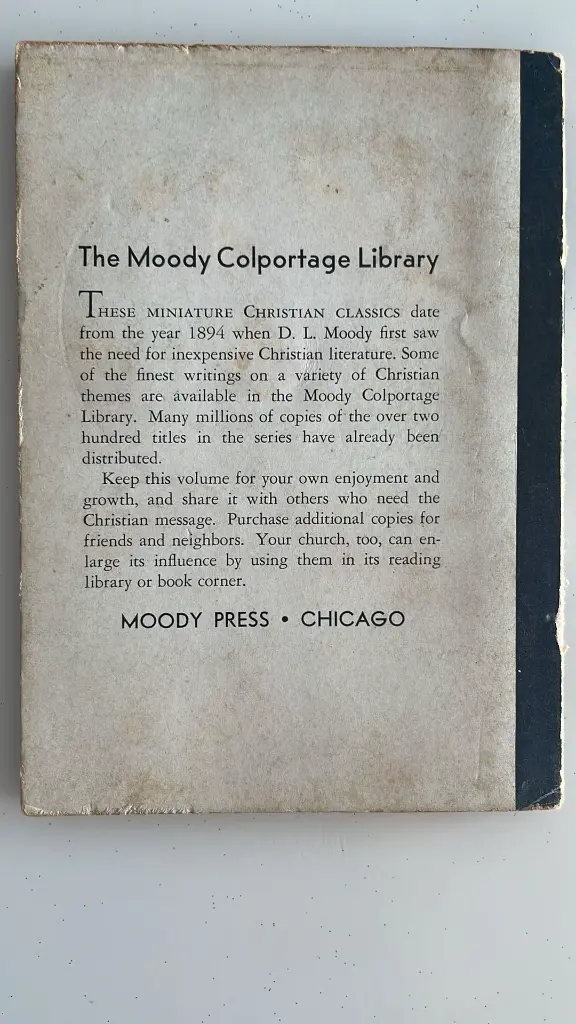 The Moody Colportage Library
THESE MINIATURE CHRISTIAN CLASSICS date
from the year 1894 when D. L. Moody first saw
the need for inexpensive Christian literature. Some
of the finest writings on a variety of Christian
themes are available in the Moody Colportage
Library. Many millions of copies of the over two
hundred titles in the series have already been
distributed.
Keep this volume for your own enjoyment and
growth, and share it with others who need the
Christian message. Purchase additional copies for
friends and neighbors. Your church, too, can en-
large its influence by using them in its reading
library or book corner.
MOODY PRESS • CHICAGO